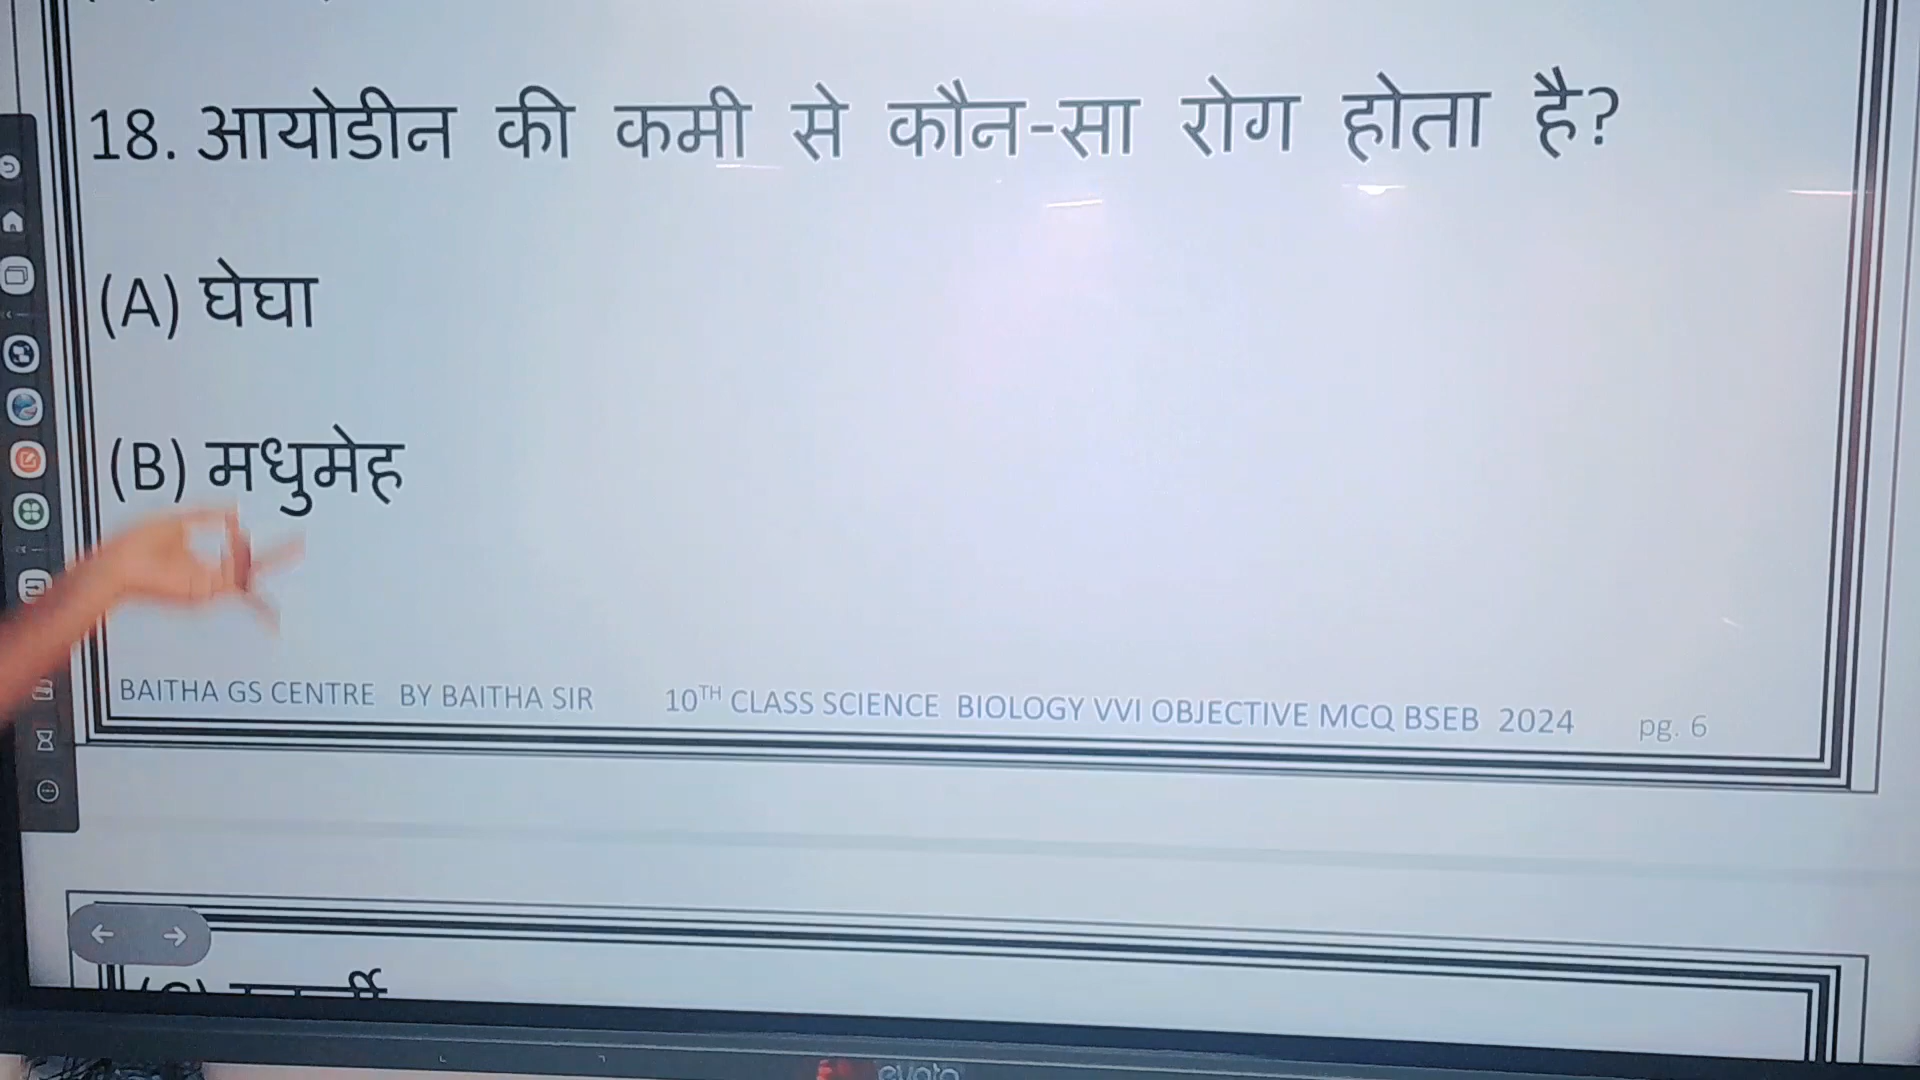 18. आयोडीन की कमी से कौन-सा रोग होता है?
(A) घेघा
(B) मधुमेह
BAITHA GS CENTRE BY BAITHA SIR 10TH CLASS SCIENCE BIOLOGY VVI OBJECTIVE MCQ BSEB 2024 pg. 6